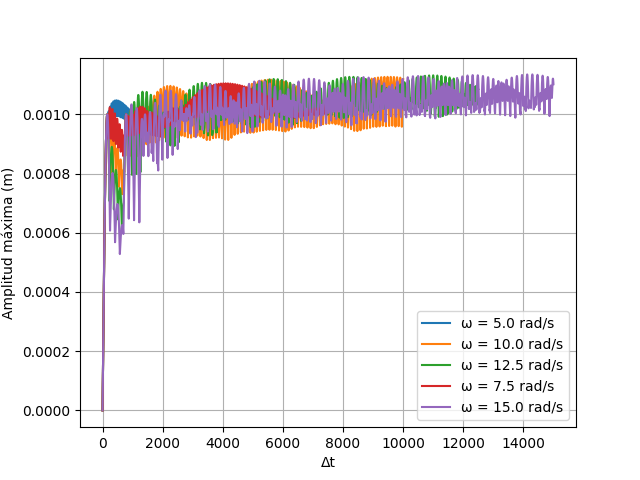 0.0010
0.0008
0.0006
0.0004
0.0002
0.0000
Amplitud máxima (m)
0 2000 4000 6000 8000 10000 12000 14000
Δt
ω = 5.0 rad/s
ω = 10.0 rad/s
ω = 12.5 rad/s
ω = 7.5 rad/s
ω = 15.0 rad/s